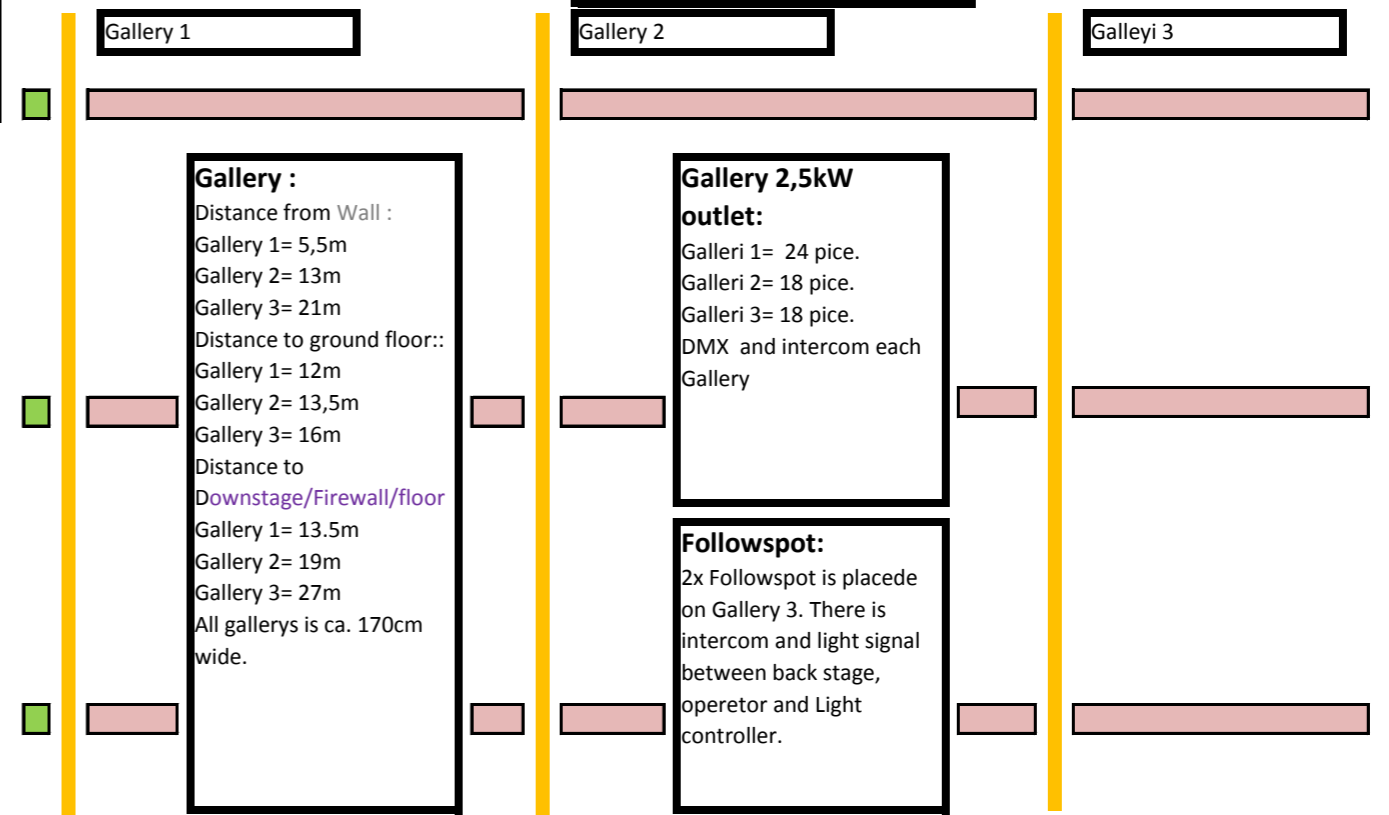 Gallery 1
Gallery 2
Galleyi 3
Gallery :
Distance from Wall :
Gallery 1= 5,5m
Gallery 2= 13m
Gallery 3= 21m
Distance to ground floor::
Gallery 1= 12m
Gallery 2= 13,5m
Gallery 3= 16m
Distance to
Downstage/Firewall/floor
Gallery 1= 13.5m
Gallery 2= 19m
Gallery 3= 27m
All gallerys is ca. 170cm
wide.
Gallery 2,5kW
outlet:
Galleri 1=  24 pice.
Galleri 2= 18 pice.
Galleri 3= 18 pice.
DMX  and intercom each
Gallery
Followspot:
2x Followspot is placede
on Gallery 3. There is
intercom and light signal
between back stage,
operetor and Light
controller.